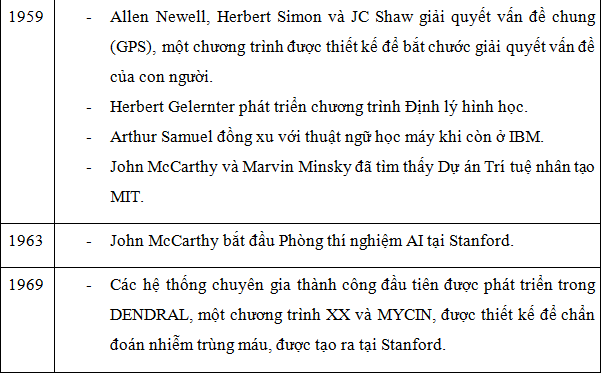 1959
- Allen Newell, Herbert Simon và JC Shaw giải quyết vấn đề chung
(GPS), một chương trình được thiết kế để bắt chước giải quyết vấn đề
của con người.
- Herbert Gelernter phát triển chương trình Định lý hình học.
- Arthur Samuel đồng xu với thuật ngữ học máy khi còn ở IBM.
- John McCarthy và Marvin Minsky đã tìm thấy Dự án Trí tuệ nhân tạo
MIT.
1963
- John McCarthy bắt đầu Phòng thí nghiệm AI tại Stanford.
1969
- Các hệ thống chuyên gia thành công đầu tiên được phát triển trong
DENDRAL, một chương trình XX và MYCIN, được thiết kế để chẩn
đoán nhiễm trùng máu, được tạo ra tại Stanford.